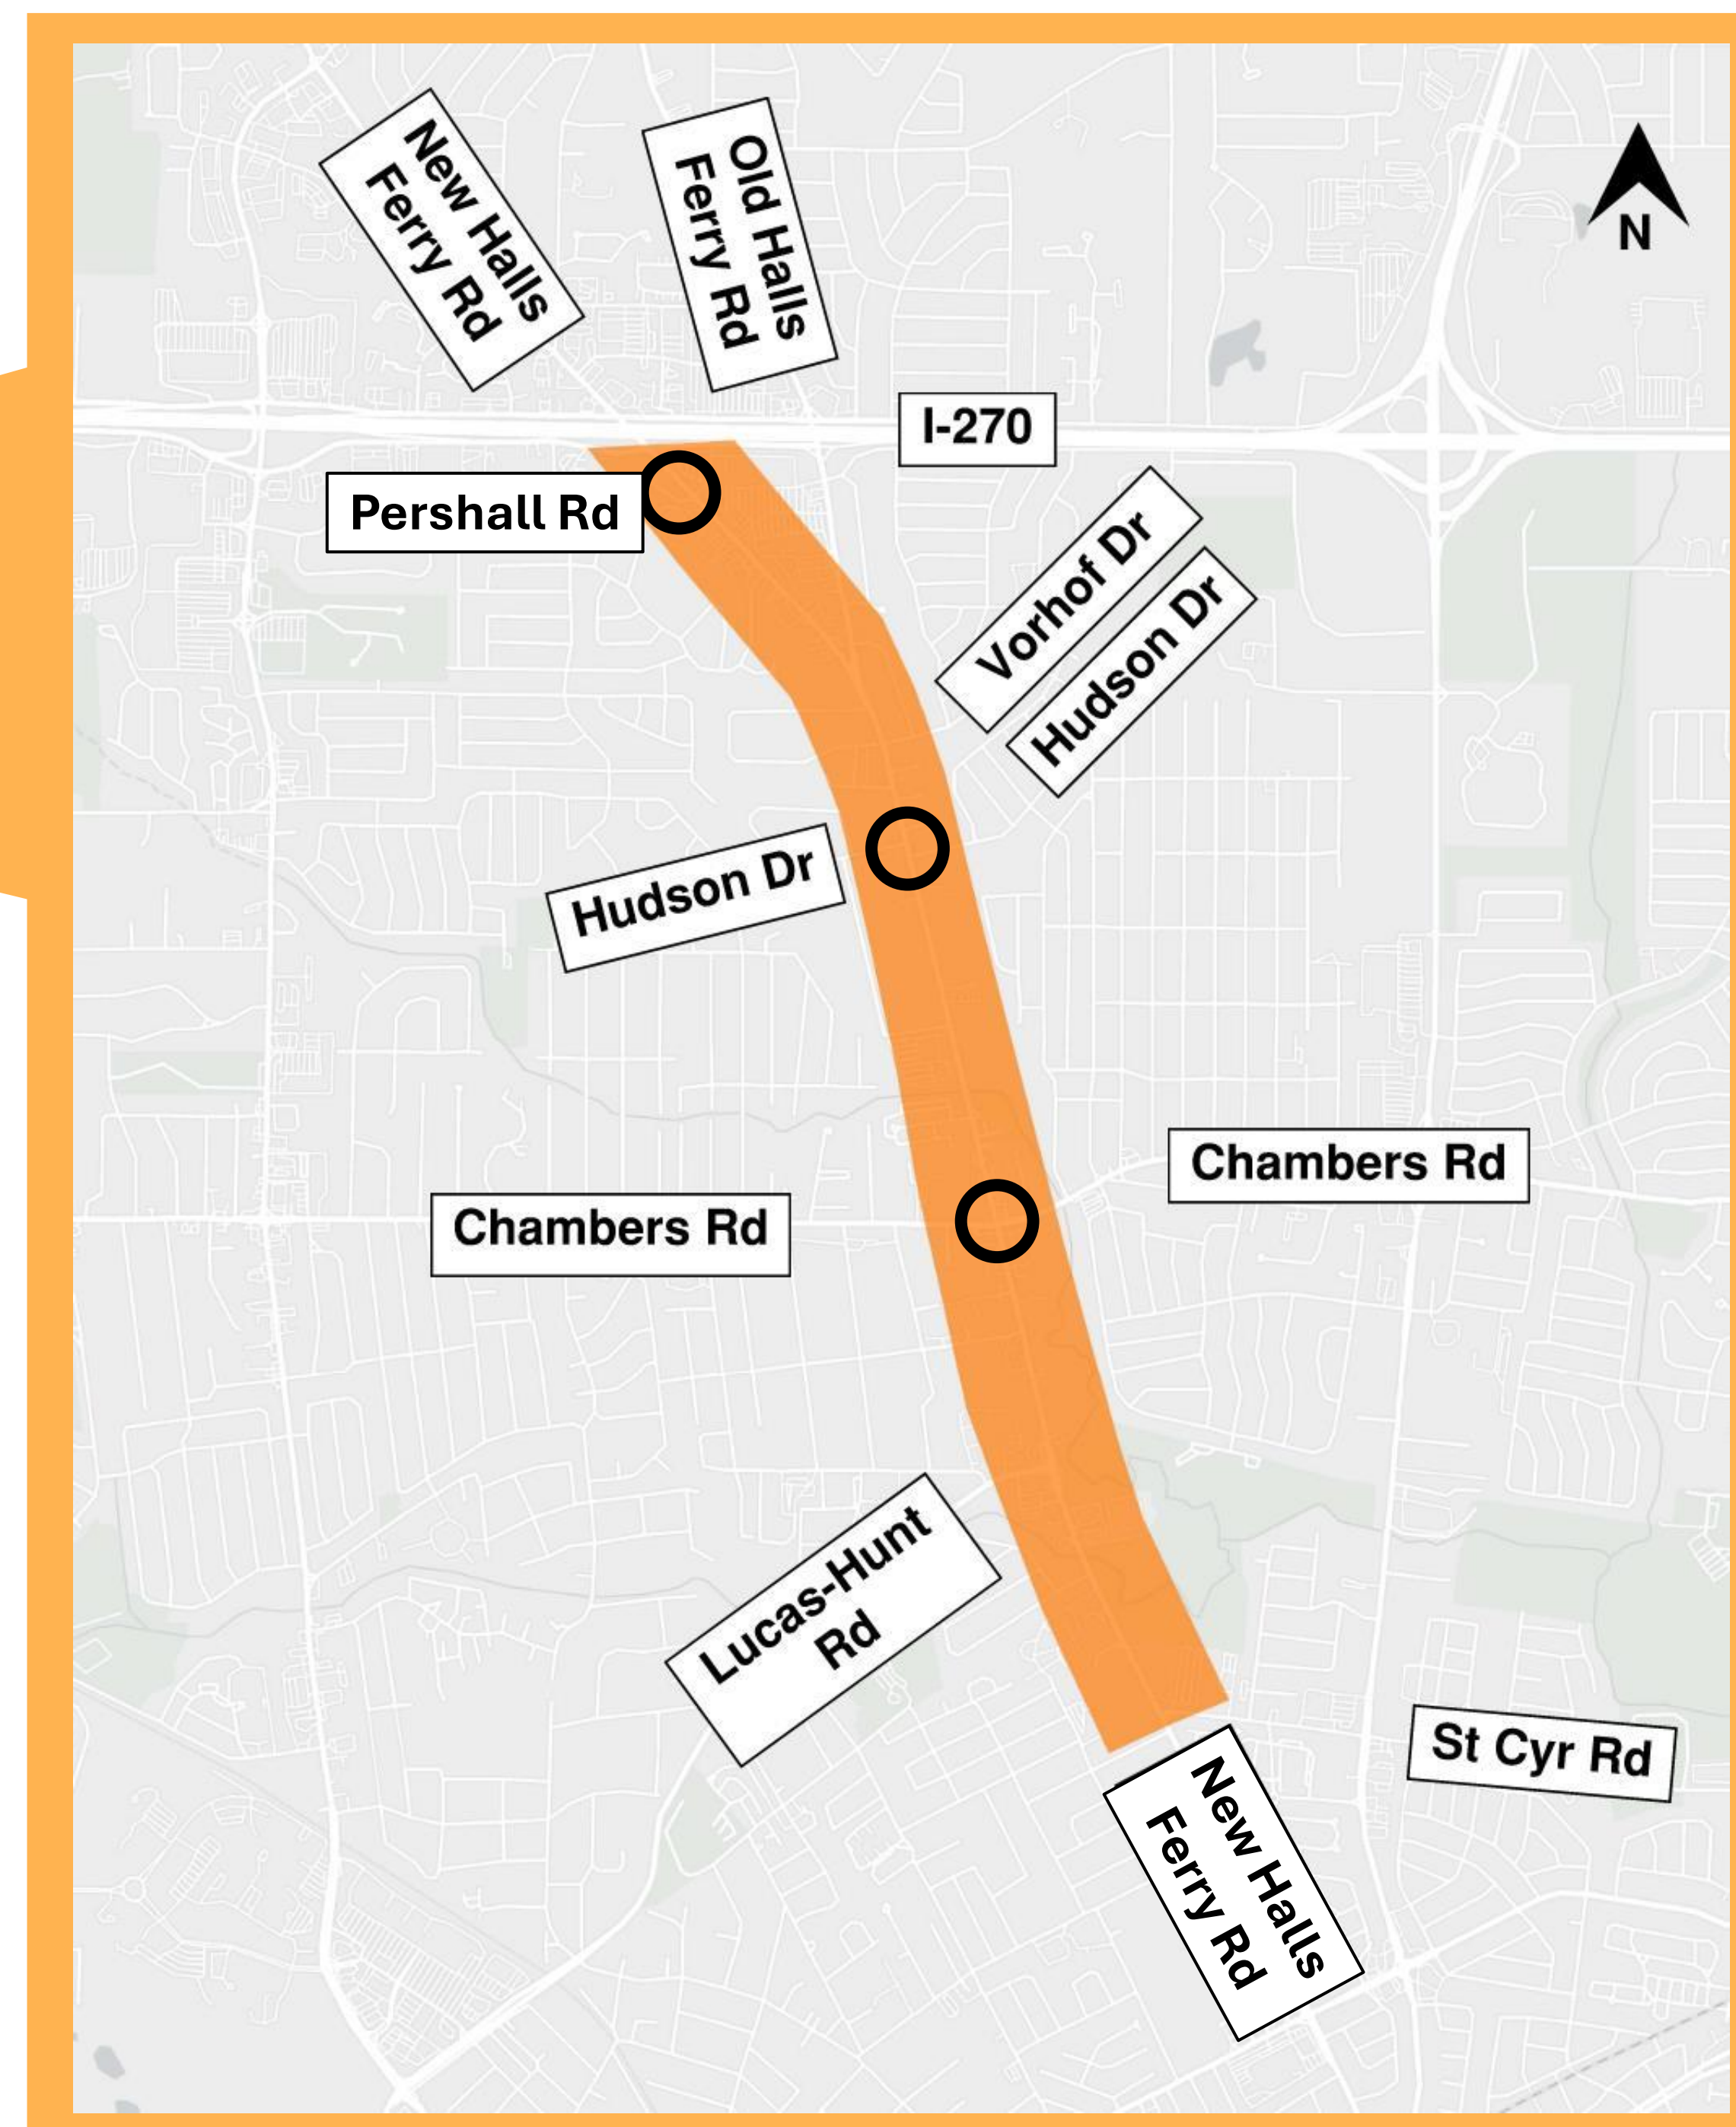 New Halls
Ferry Rd
Old Halls
Ferry Rd
N
I-270
Pershall Rd
Vorhof Dr
Hudson Dr
Hudson Dr
Chambers Rd
Chambers Rd
Lucas-Hunt
Rd
St Cyr Rd
New Halls
Ferry Rd